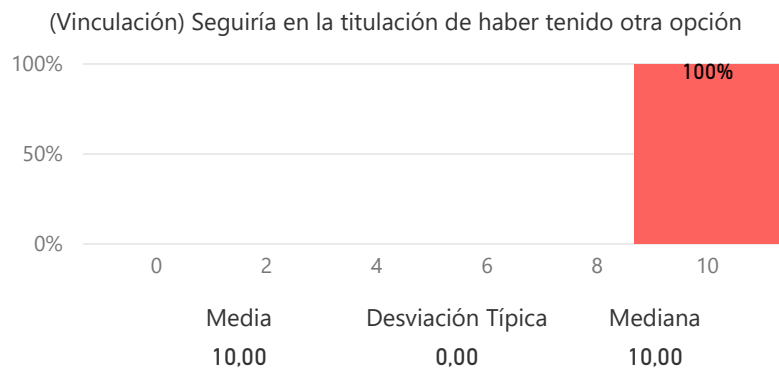 (Vinculación) Seguiría en la titulación de haber tenido otra opción
100%
100%
50%
0%
0 2 4 6 8 10
Media Desviación Típica Mediana
10,00 0,00 10,00